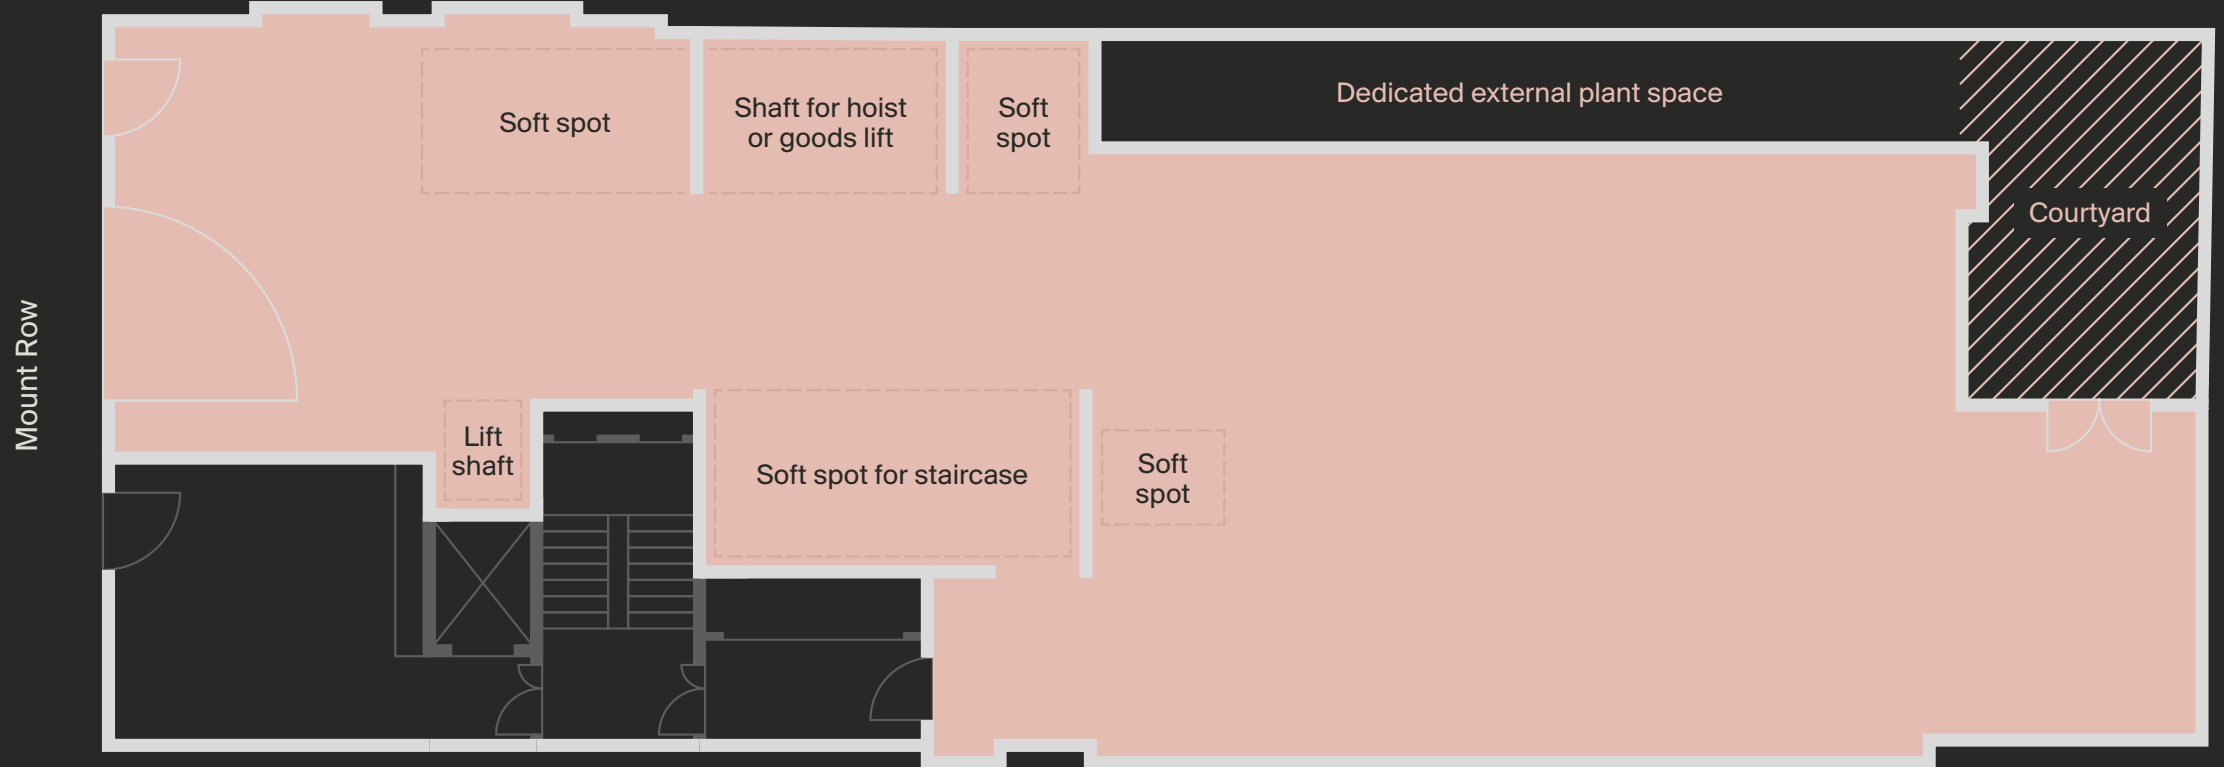 Mount Row
Soft spot
Shaft for hoist
or goods lift
Soft
spot
Dedicated external plant space
Courtyard
Lift
shaft
Soft spot for staircase
Soft
spot